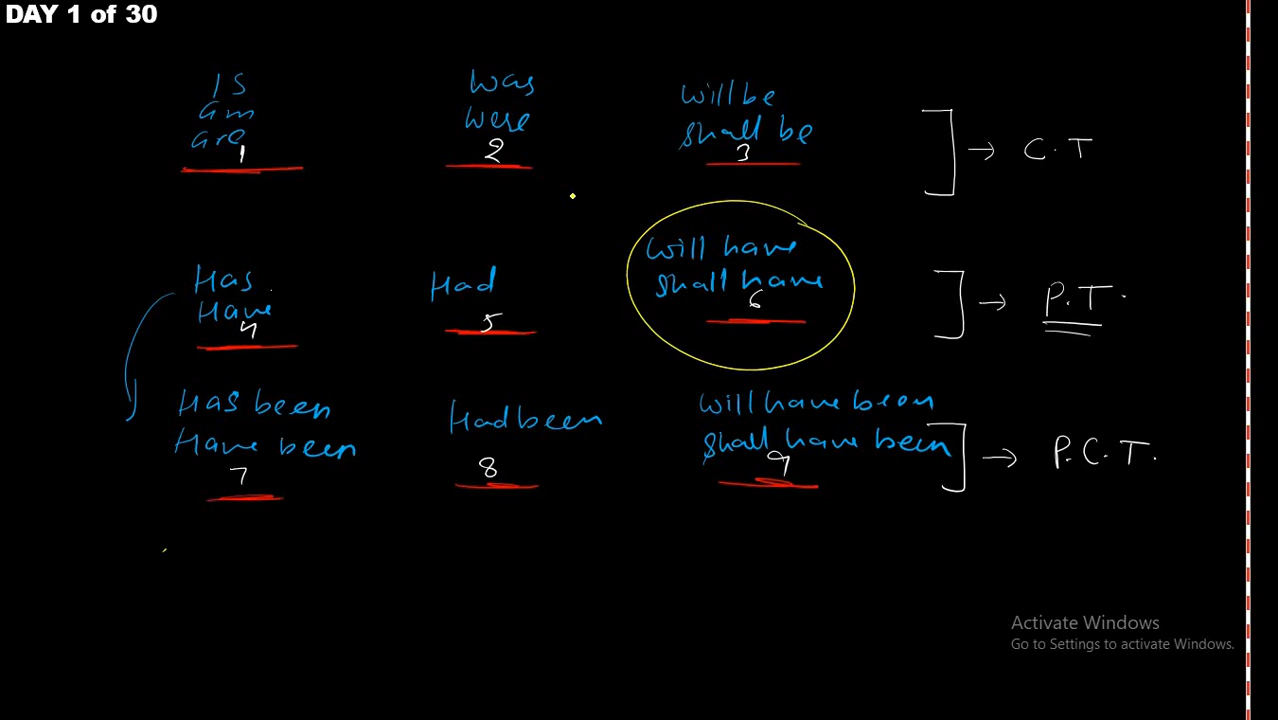 DAY 1 of 30
Is
am
are
1
Was
Were
2
Will be
Shall be
3
C.T
Has
Have
4
Had
5
Will have
Shall have
6
P.T.
Has been
Have been
7
Had been
8
Will have been
Shall have been
9
P.C.T.
Activate Windows
Go to Settings to activate Windows.